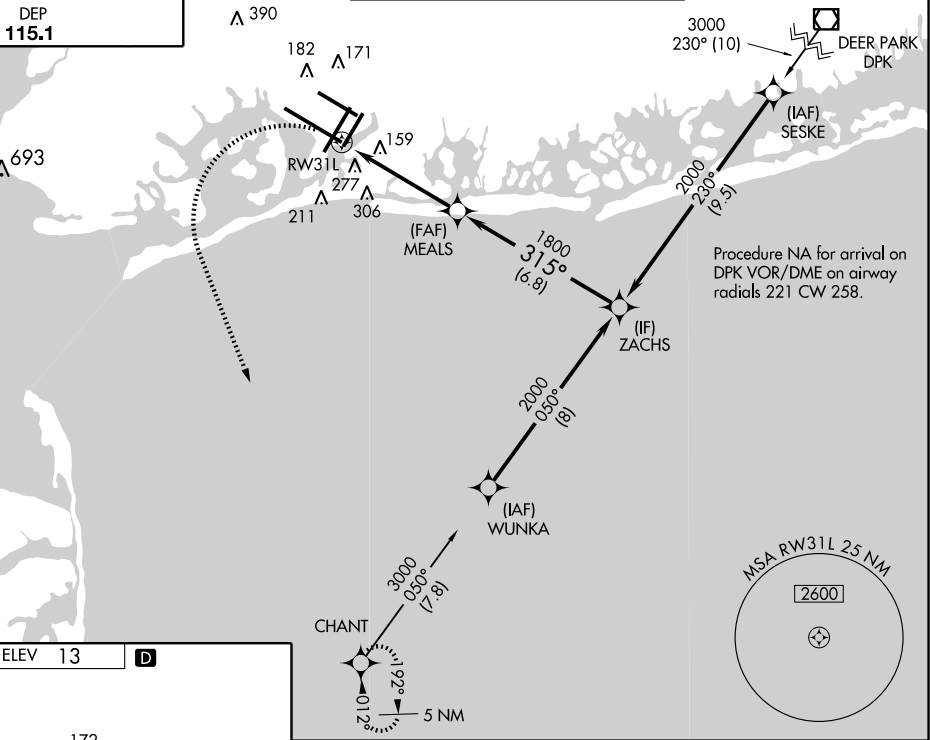 DEP
115.1
390
182
171
693
RW31L
159
277
211
306
3000
230° (10)
DEER PARK
DPK
(IAF)
SESKE
2000
230°
(9.5)
(FAF)
MEALS
1800
315°
(6.8)
Procedure NA for arrival on
DPK VOR/DME on airway
radials 221 CW 258.
(IF)
ZACHS
2000
050°
(8)
(IAF)
WUNKA
3000
050°
(7.8)
CHANT
192°
012°
5 NM
MSA RW31L 25 NM
2600
ELEV 13
D